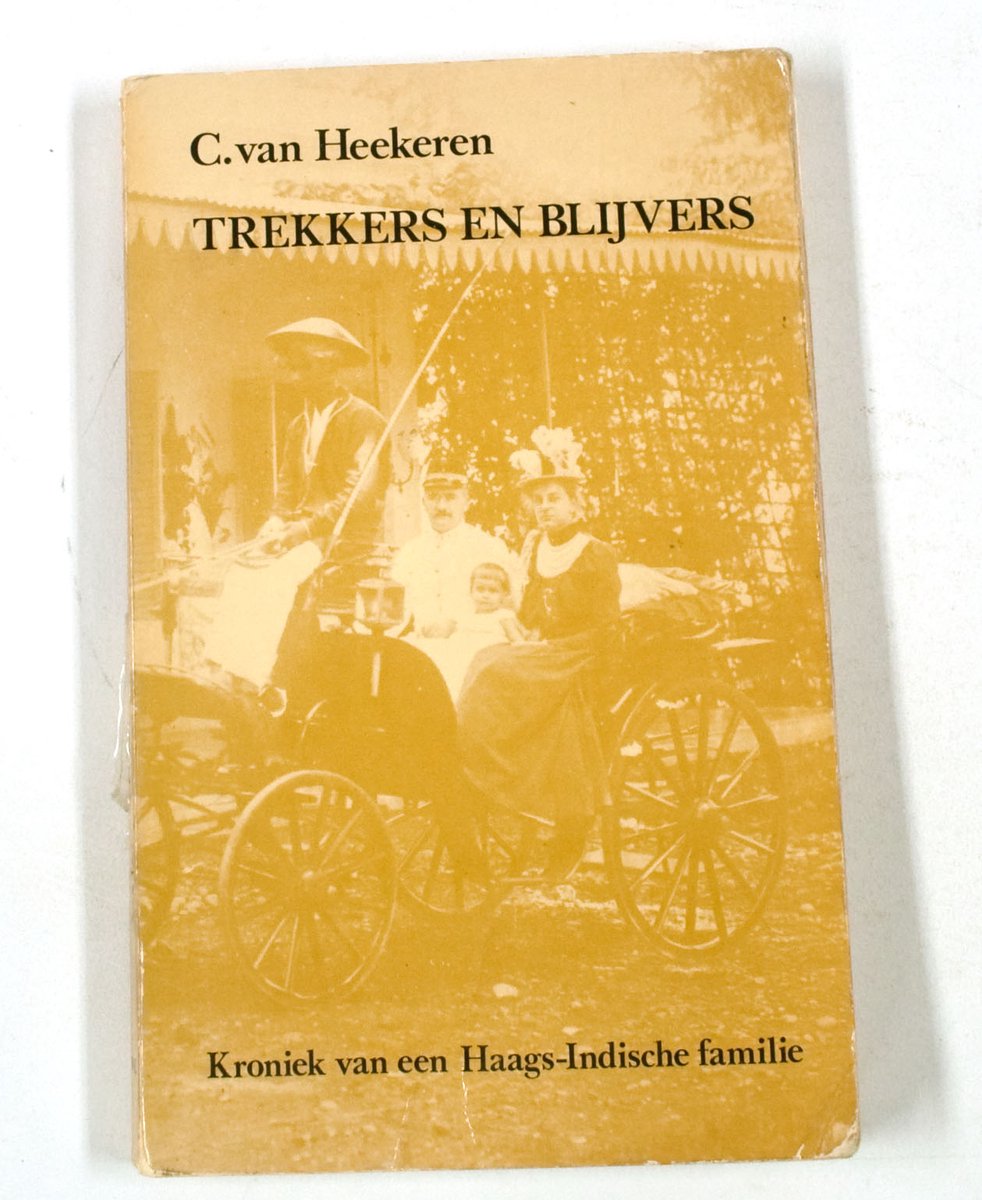 C. van Heekeren
TREKKERS EN BLIJVERS
Kroniek van een Haags-Indische familie